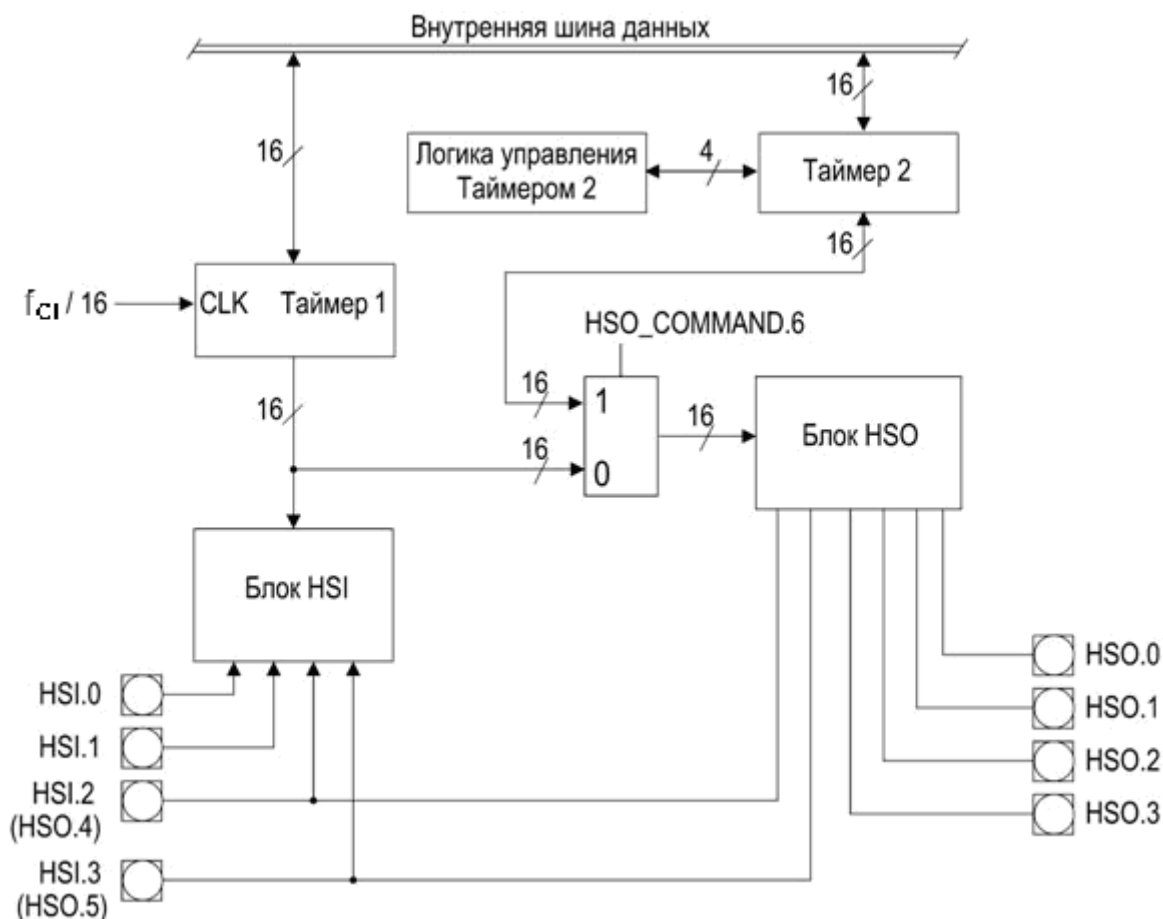 Внутренняя шина данных
16
16
Логика управления
Таймером 2
4
Таймер 2
16
fCI / 16
CLK Таймер 1
HSO_COMMAND.6
16
16
1
16
Блок HSO
16
0
Блок HSI
HSI.0
HSO.0
HSI.1
HSO.1
HSI.2
(HSO.4)
HSO.2
HSO.3
HSI.3
(HSO.5)